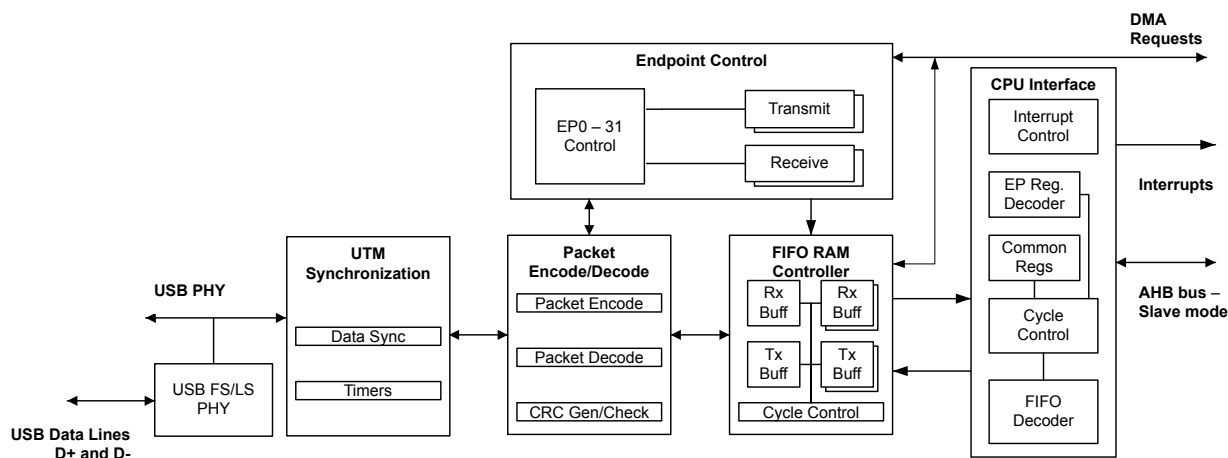 DMA
Requests
Endpoint Control
EP0 – 31
Control
Transmit
Receive
CPU Interface
Interrupt
Control
Interrupts
EP Reg.
Decoder
Common
Regs
Cycle
Control
FIFO
Decoder
AHB bus –
Slave mode
UTM
Synchronization
Data Sync
Timers
Packet
Encode/Decode
Packet Encode
Packet Decode
CRC Gen/Check
FIFO RAM
Controller
Rx
Buff
Rx
Buff
Tx
Buff
Tx
Buff
Cycle Control
USB PHY
USB FS/LS
PHY
USB Data Lines
D+ and D-